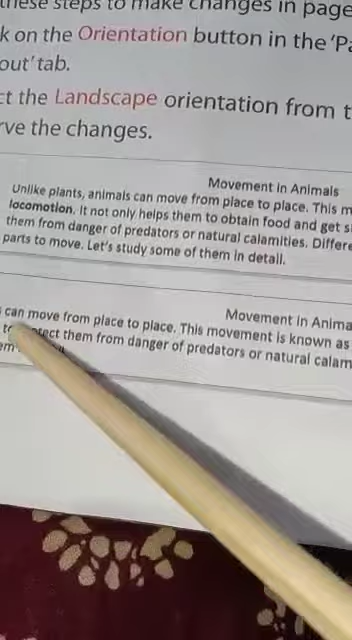 these steps to make changes in page
k on the Orientation button in the 'Pa
out' tab.
ct the Landscape orientation from t
rve the changes.
Movement in Animals
Unlike plants, animals can move from place to place. This m
locomotion. It not only helps them to obtain food and get s
them from danger of predators or natural calamities. Differe
parts to move. Let's study some of them in detail.
Movement in Anima
can move from place to place. This movement is known as
to protect them from danger of predators or natural calam